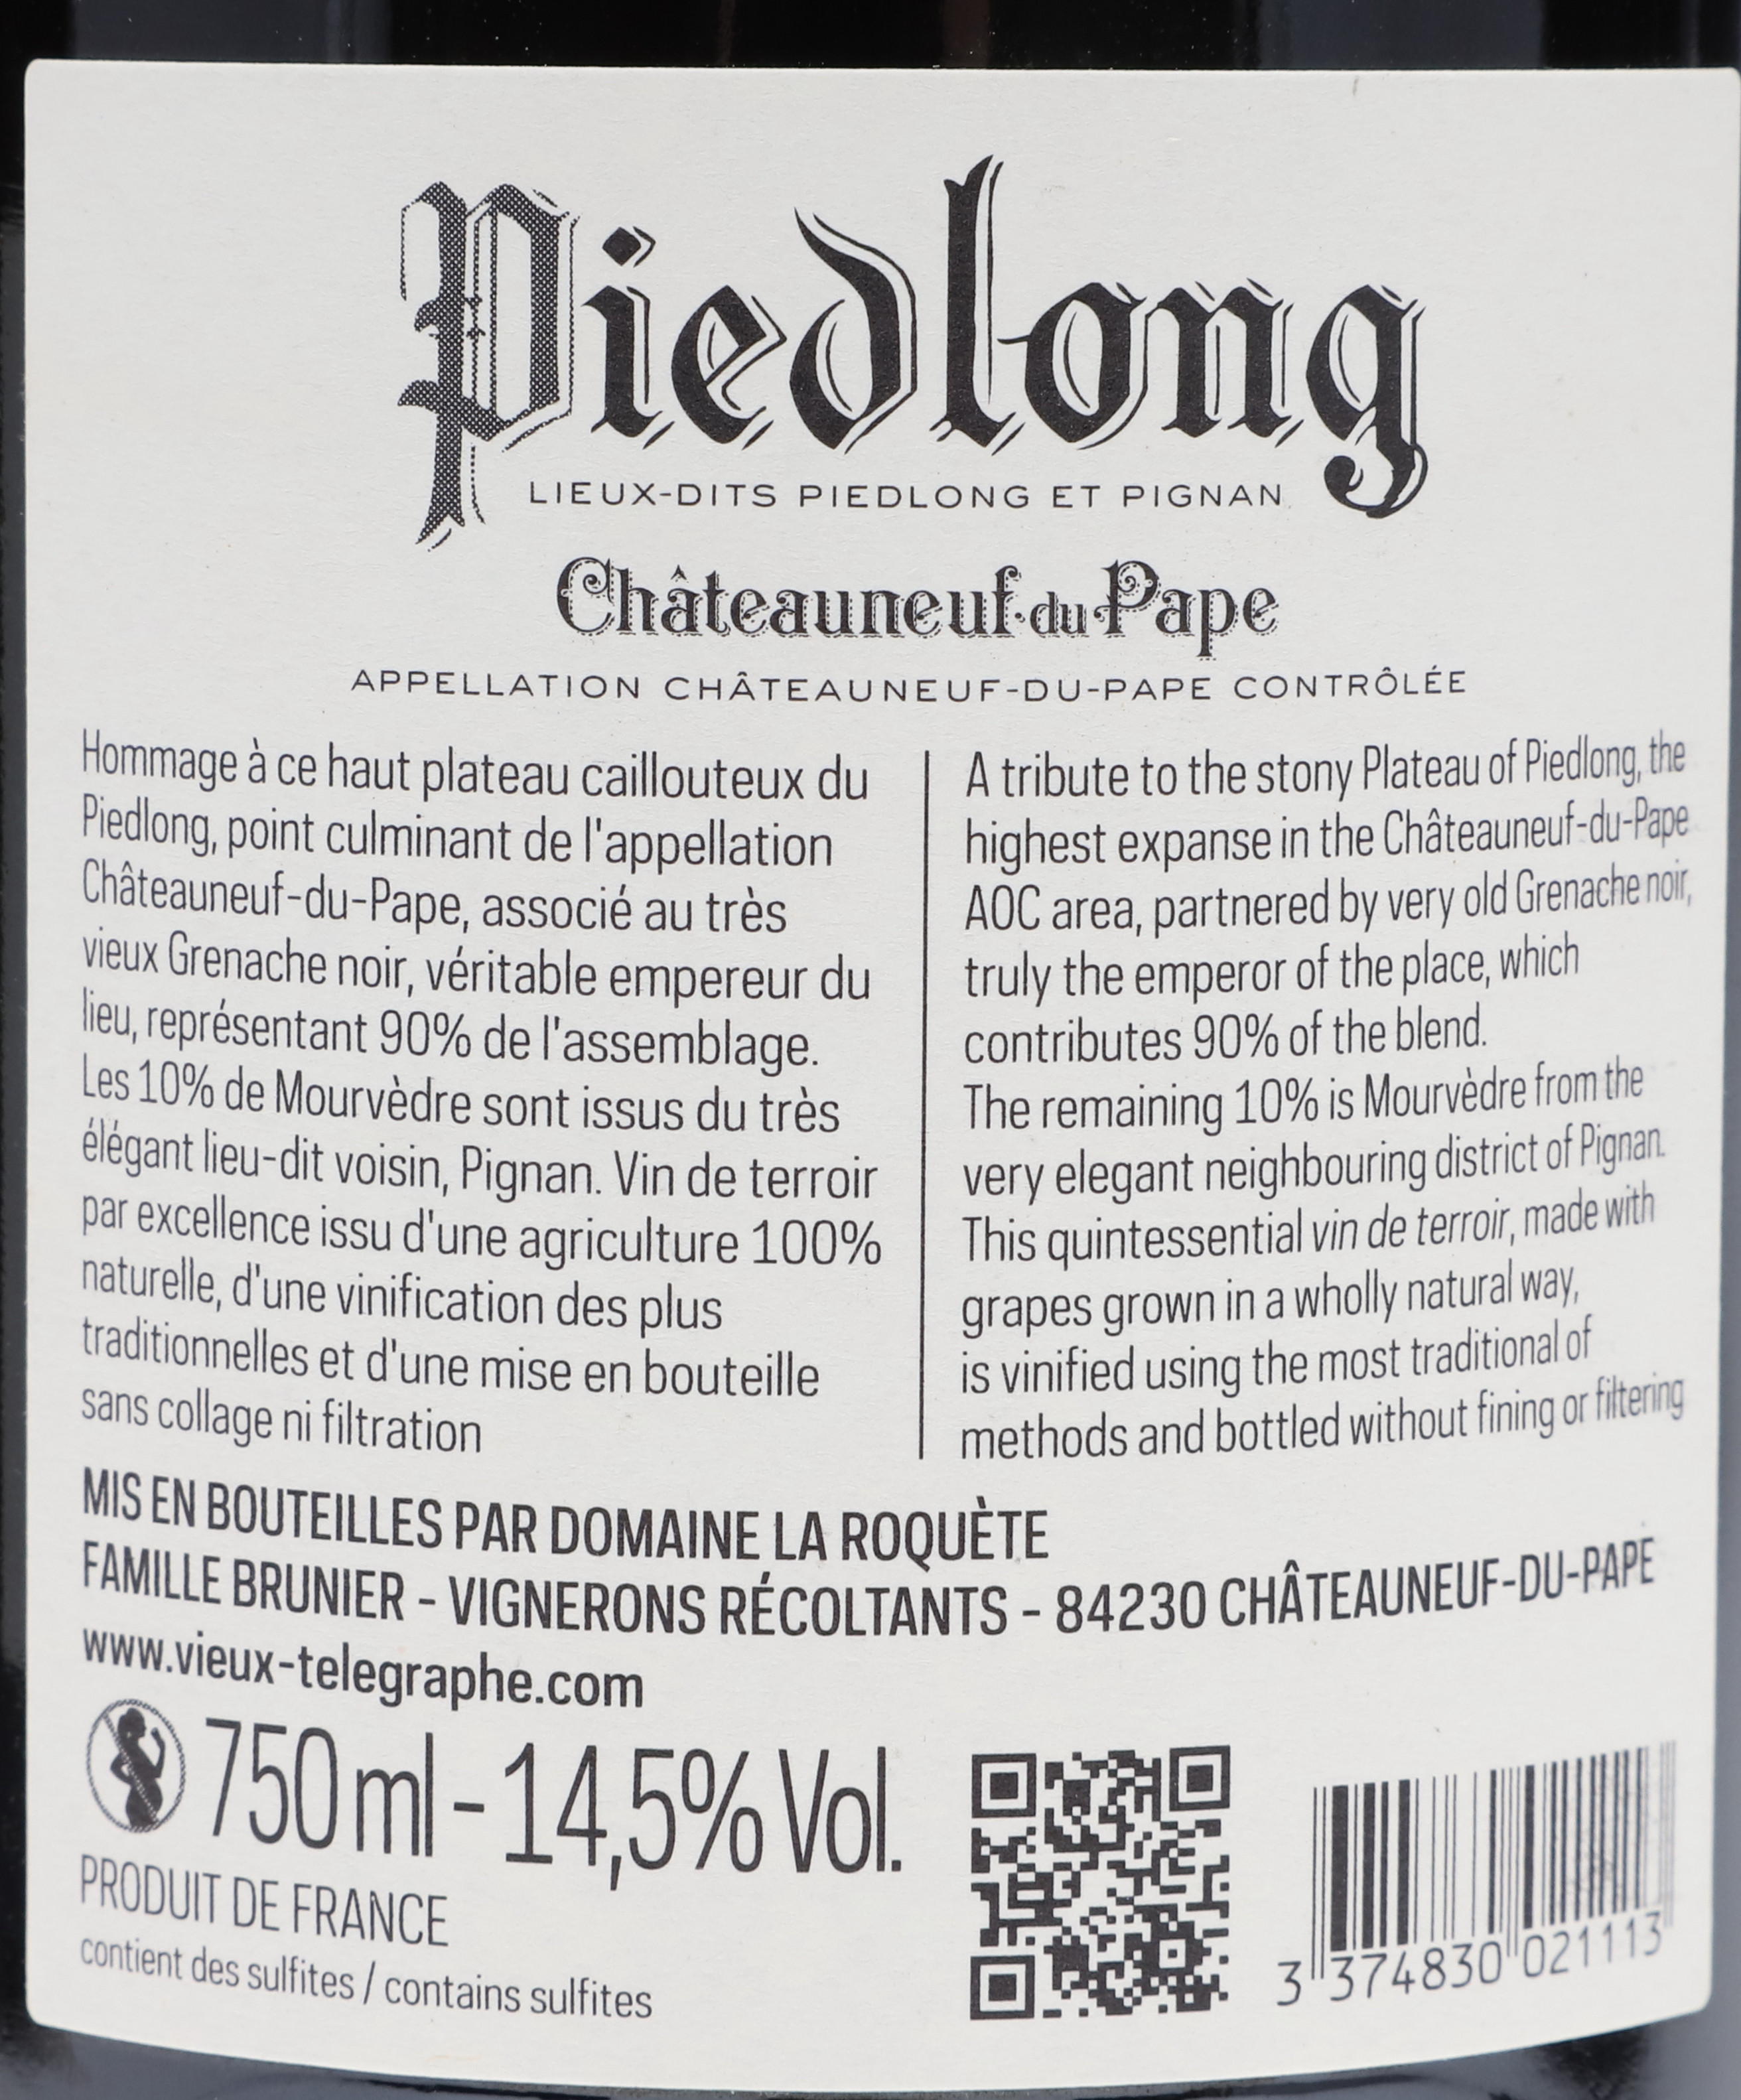 Piedlong
LIEUX-DITS PIEDLONG ET PIGNAN
Châteauneuf·du·Pape
APPELLATION CHÂTEAUNEUF-DU-PAPE CONTRÔLÉE
Hommage à ce haut plateau caillouteux du
Piedlong, point culminant de l'appellation
Châteauneuf-du-Pape, associé au très
vieux Grenache noir, véritable empereur du
lieu, représentant 90% de l'assemblage.
Les 10% de Mourvèdre sont issus du très
élégant lieu-dit voisin, Pignan. Vin de terroir
par excellence issu d'une agriculture 100%
naturelle, d'une vinification des plus
traditionnelles et d'une mise en bouteille
sans collage ni filtration
A tribute to the stony Plateau of Piedlong, the
highest expanse in the Châteauneuf-du-Pape
AOC area, partnered by very old Grenache noir,
truly the emperor of the place, which
contributes 90% of the blend.
The remaining 10% is Mourvèdre from the
very elegant neighbouring district of Pignan.
This quintessential vin de terroir, made with
grapes grown in a wholly natural way,
is vinified using the most traditional of
methods and bottled without fining or filtering
MIS EN BOUTEILLES PAR DOMAINE LA ROQUÈTE
FAMILLE BRUNIER - VIGNERONS RÉCOLTANTS - 84230 CHÂTEAUNEUF-DU-PAPE
www.vieux-telegraphe.com
750 ml - 14,5% Vol.
PRODUIT DE FRANCE
contient des sulfites / contains sulfites
3 374830 021113